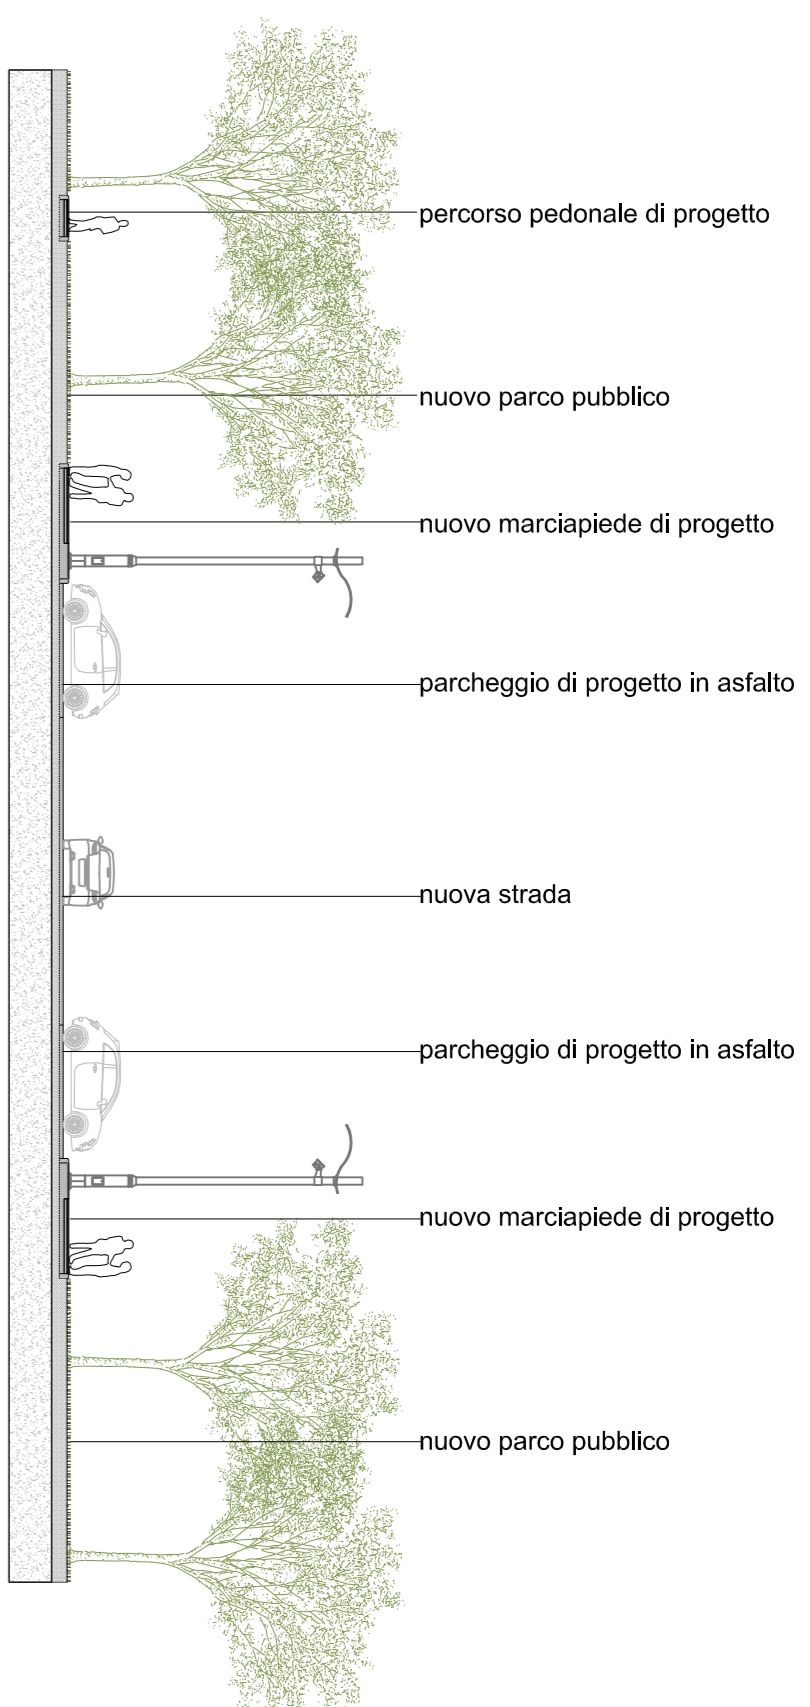 percorso pedonale di progetto
nuovo parco pubblico
nuovo marciapiede di progetto
parcheggio di progetto in asfalto
nuova strada
parcheggio di progetto in asfalto
nuovo marciapiede di progetto
nuovo parco pubblico